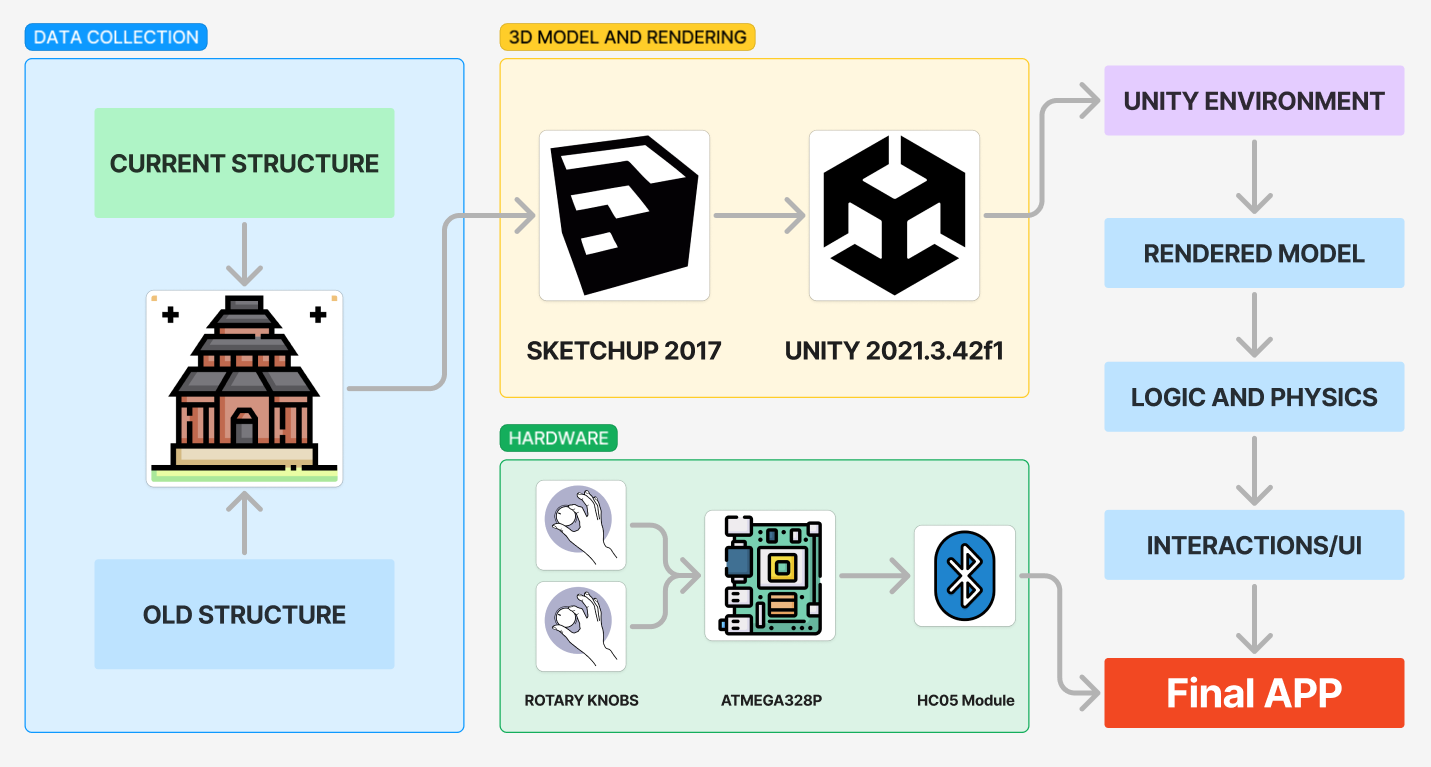 DATA COLLECTION
CURRENT STRUCTURE
OLD STRUCTURE
3D MODEL AND RENDERING
SKETCHUP 2017
UNITY 2021.3.42f1
HARDWARE
ROTARY KNOBS
ATMEGA328P
HC05 Module
UNITY ENVIRONMENT
RENDERED MODEL
LOGIC AND PHYSICS
INTERACTIONS/UI
Final APP